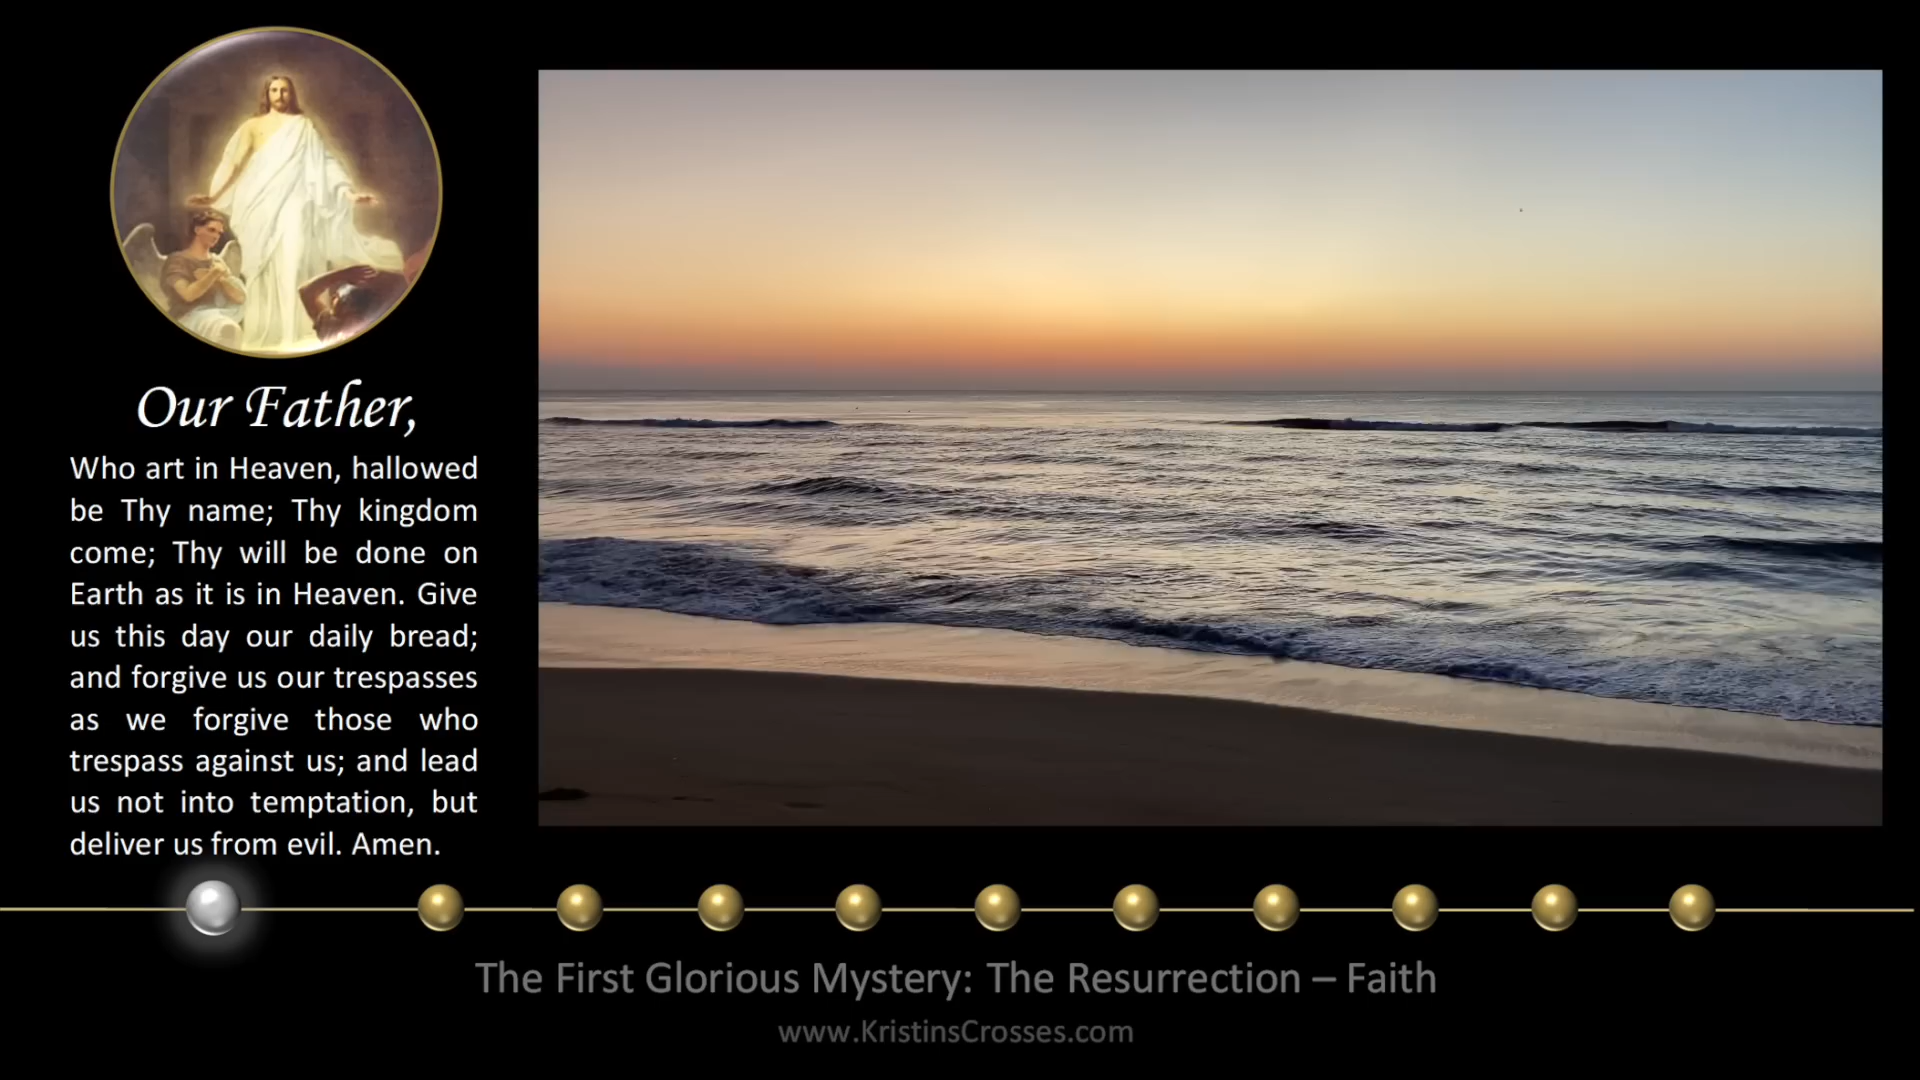 Our Father,
Who art in Heaven, hallowed
be Thy name; Thy kingdom
come; Thy will be done on
Earth as it is in Heaven. Give
us this day our daily bread;
and forgive us our trespasses
as we forgive those who
trespass against us; and lead
us not into temptation, but
deliver us from evil. Amen.
The First Glorious Mystery: The Resurrection – Faith
www.KristinsCrosses.com